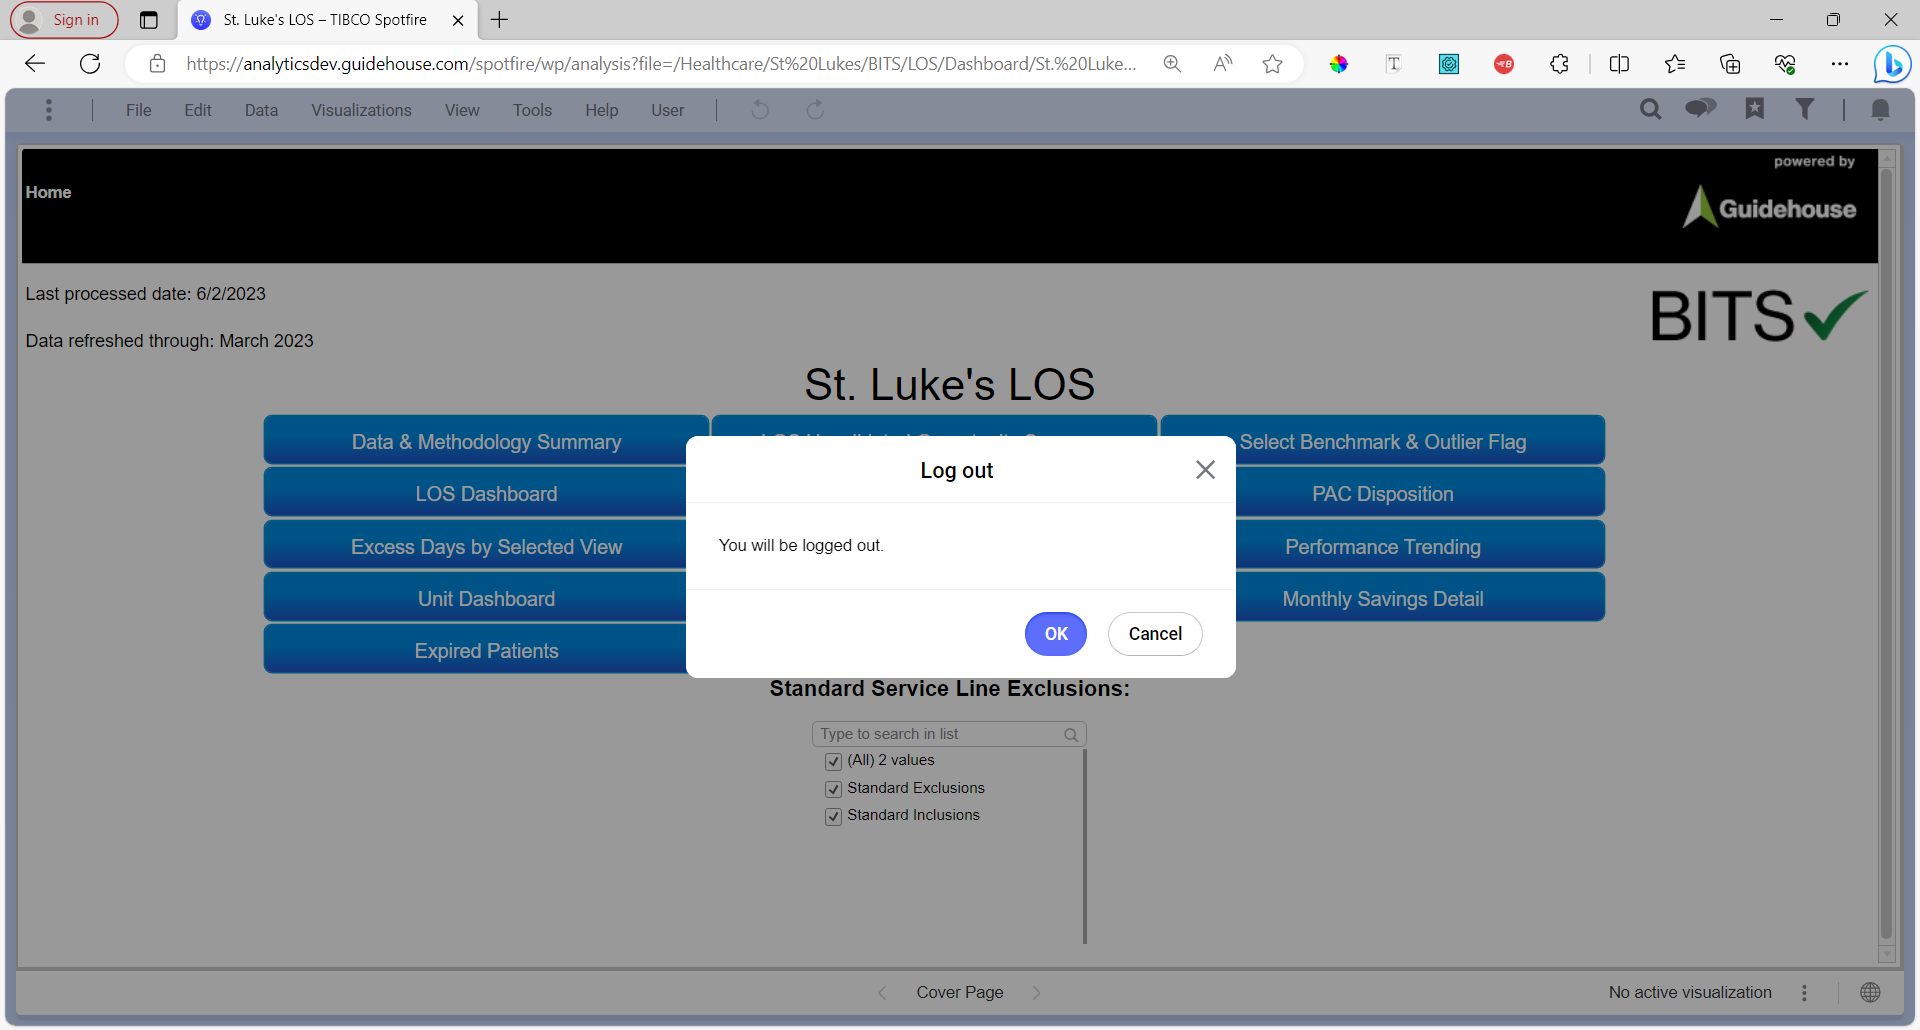 Sign in
St. Luke's LOS – TIBCO Spotfire
https://analyticsdev.guidehouse.com/spotfire/wp/analysis?file=/Healthcare/St%20Lukes/BITS/LOS/Dashboard/St.%20Luke...
File Edit Data Visualizations View Tools Help User
powered by
Home
Guidehouse
Last processed date: 6/2/2023
BITS
Data refreshed through: March 2023
St. Luke's LOS
Data & Methodology Summary
Select Benchmark & Outlier Flag
LOS Dashboard
PAC Disposition
Excess Days by Selected View
Performance Trending
Unit Dashboard
Monthly Savings Detail
Expired Patients
Log out
You will be logged out.
OK Cancel
Standard Service Line Exclusions:
Type to search in list
(All) 2 values
Standard Exclusions
Standard Inclusions
Cover Page
No active visualization